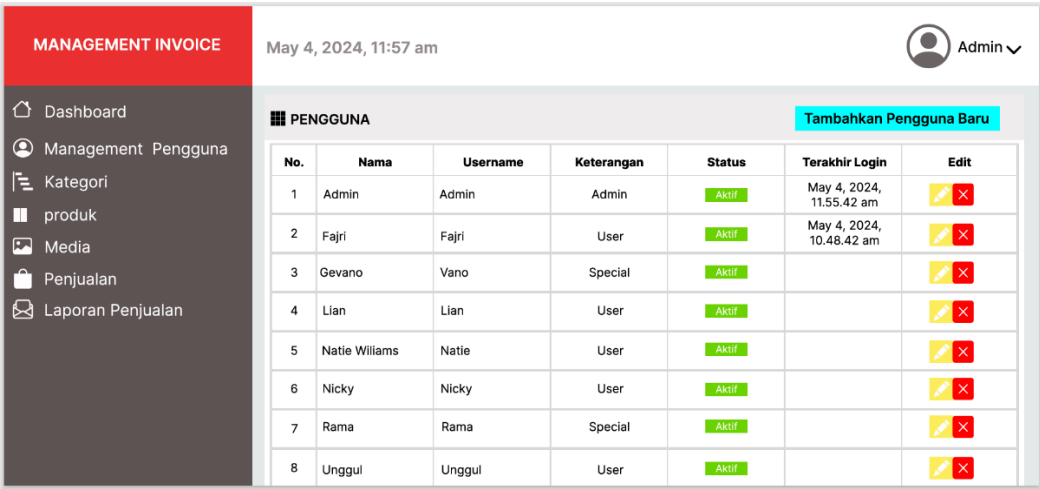 MANAGEMENT INVOICE
May 4, 2024, 11:57 am
Admin
Dashboard
Management Pengguna
Kategori
produk
Media
Penjualan
Laporan Penjualan
PENGGUNA
Tambahkan Pengguna Baru
No. Nama Username Keterangan Status Terakhir Login Edit
1 Admin Admin Admin Aktif May 4, 2024,
11.55.42 am
2 Fajri Fajri User Aktif May 4, 2024,
10.48.42 am
3 Gevano Vano Special Aktif
4 Lian Lian User Aktif
5 Natie Wiliams Natie User Aktif
6 Nicky Nicky User Aktif
7 Rama Rama Special Aktif
8 Unggul Unggul User Aktif